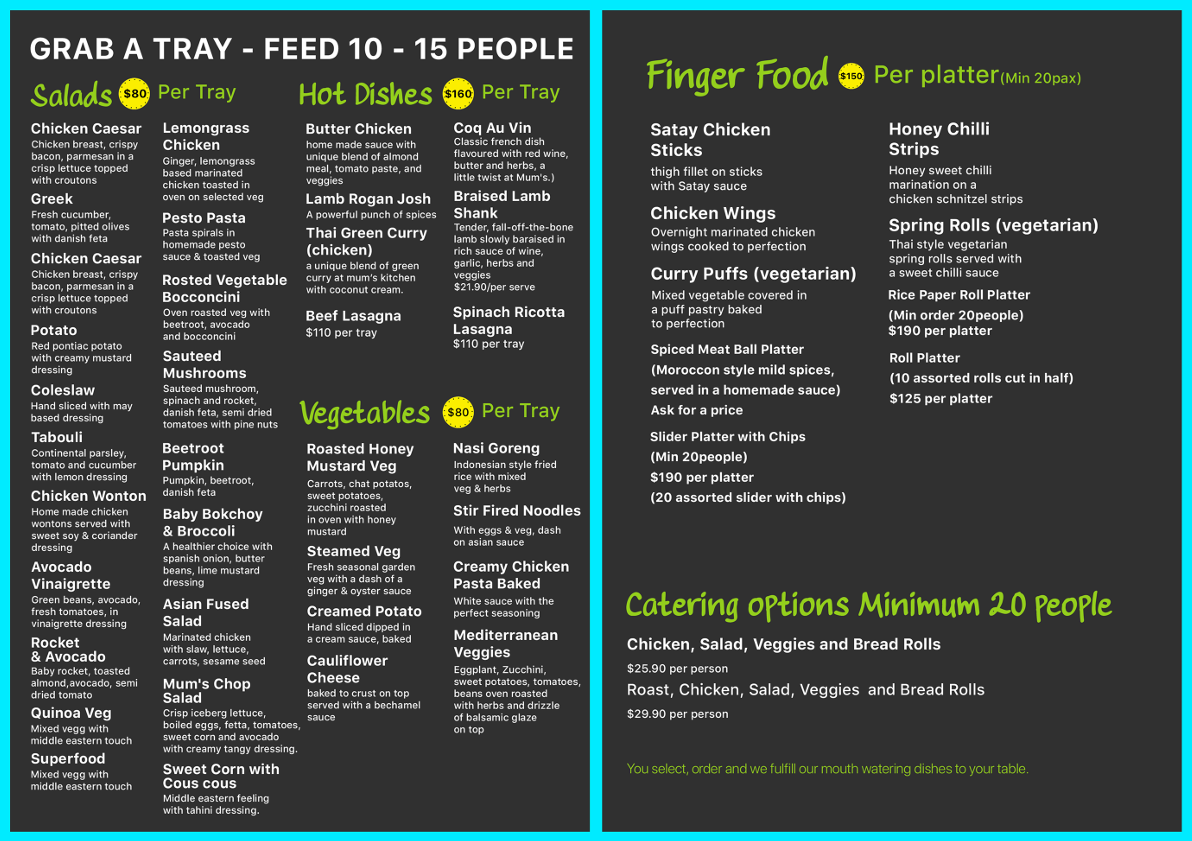 GRAB A TRAY - FEED 10 - 15 PEOPLE
Salads $80 Per Tray
Chicken Caesar
Chicken breast, crispy
bacon, parmesan in a
crisp lettuce topped
with croutons
Greek
Fresh cucumber,
tomato, pitted olives
with danish feta
Chicken Caesar
Chicken breast, crispy
bacon, parmesan in a
crisp lettuce topped
with croutons
Potato
Red pontiac potato
with creamy mustard
dressing
Coleslaw
Hand sliced with may
based dressing
Tabouli
Continental parsley,
tomato and cucumber
with lemon dressing
Chicken Wonton
Home made chicken
wontons served with
sweet soy & coriander
dressing
Avocado
Vinaigrette
Green beans, avocado,
fresh tomatoes, in
vinaigrette dressing
Rocket
& Avocado
Baby rocket, toasted
almond,avocado, semi
dried tomato
Quinoa Veg
Mixed vegg with
middle eastern touch
Superfood
Mixed vegg with
middle eastern touch
Lemongrass
Chicken
Ginger, lemongrass
based marinated
chicken toasted in
oven on selected veg
Pesto Pasta
Pasta spirals in
homemade pesto
sauce & toasted veg
Rosted Vegetable
Bocconcini
Oven roasted veg with
beetroot, avocado
and bocconcini
Sauteed
Mushrooms
Sauteed mushroom,
spinach and rocket,
danish feta, semi dried
tomatoes with pine nuts
Beetroot
Pumpkin
Pumpkin, beetroot,
danish feta
Baby Bokchoy
& Broccoli
A healthier choice with
spanish onion, butter
beans, lime mustard
dressing
Asian Fused
Salad
Marinated chicken
with slaw, lettuce,
carrots, sesame seed
Mum's Chop
Salad
Crisp iceberg lettuce,
boiled eggs, fetta, tomatoes,
sweet corn and avocado
with creamy tangy dressing.
Sweet Corn with
Cous cous
Middle eastern feeling
with tahini dressing.
Hot Dishes $160 Per Tray
Butter Chicken
home made sauce with
unique blend of almond
meal, tomato paste, and
veggies
Lamb Rogan Josh
A powerful punch of spices
Thai Green Curry
(chicken)
a unique blend of green
curry at mum's kitchen
with coconut cream.
Beef Lasagna
$110 per tray
Coq Au Vin
Classic french dish
flavoured with red wine,
butter and herbs, a
little twist at Mum's.)
Braised Lamb
Shank
Tender, fall-off-the-bone
lamb slowly baraised in
rich sauce of wine,
garlic, herbs and
veggies
$21.90/per serve
Spinach Ricotta
Lasagna
$110 per tray
Vegetables $80 Per Tray
Roasted Honey
Mustard Veg
Carrots, chat potatos,
sweet potatoes,
zucchini roasted
in oven with honey
mustard
Steamed Veg
Fresh seasonal garden
veg with a dash of a
ginger & oyster sauce
Creamed Potato
Hand sliced dipped in
a cream sauce, baked
Cauliflower
Cheese
baked to crust on top
served with a bechamel
sauce
Nasi Goreng
Indonesian style fried
rice with mixed
veg & herbs
Stir Fired Noodles
With eggs & veg, dash
on asian sauce
Creamy Chicken
Pasta Baked
White sauce with the
perfect seasoning
Mediterranean
Veggies
Eggplant, Zucchini,
sweet potatoes, tomatoes,
beans oven roasted
with herbs and drizzle
of balsamic glaze
on top
Finger Food $150 Per platter(Min 20pax)
Satay Chicken
Sticks
thigh fillet on sticks
with Satay sauce
Chicken Wings
Overnight marinated chicken
wings cooked to perfection
Curry Puffs (vegetarian)
Mixed vegetable covered in
a puff pastry baked
to perfection
Spiced Meat Ball Platter
(Moroccon style mild spices,
served in a homemade sauce)
Ask for a price
Slider Platter with Chips
(Min 20people)
$190 per platter
(20 assorted slider with chips)
Honey Chilli
Strips
Honey sweet chilli
marination on a
chicken schnitzel strips
Spring Rolls (vegetarian)
Thai style vegetarian
spring rolls served with
a sweet chilli sauce
Rice Paper Roll Platter
(Min order 20people)
$190 per platter
Roll Platter
(10 assorted rolls cut in half)
$125 per platter
Catering options Minimum 20 people
Chicken, Salad, Veggies and Bread Rolls
$25.90 per person
Roast, Chicken, Salad, Veggies and Bread Rolls
$29.90 per person
You select, order and we fulfill our mouth watering dishes to your table.